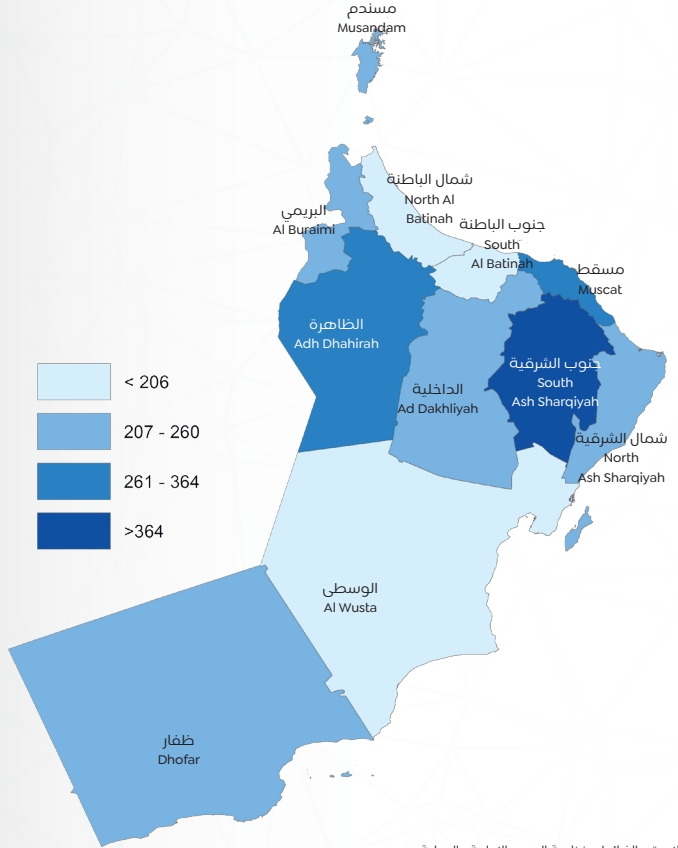 مسندم
Musandam
شمال الباطنة
North Al
Batinah
جنوب الباطنة
South
Al Batinah
البريمي
Al Buraimi
مسقط
Muscat
الظاهرة
Adh Dhahirah
جنوب الشرقية
South
Ash Sharqiyah
الداخلية
Ad Dakhliyah
شمال الشرقية
North
Ash Sharqiyah
< 206
207 - 260
261 - 364
>364
الوسطى
Al Wusta
ظفار
Dhofar